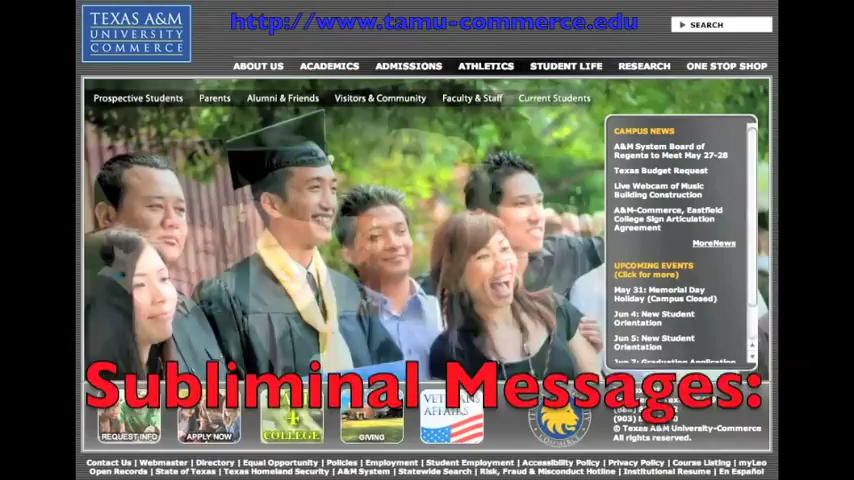 TEXAS A&M
UNIVERSITY
COMMERCE
http://www.tamu-commerce.edu
SEARCH
ABOUT US ACADEMICS ADMISSIONS ATHLETICS STUDENT LIFE RESEARCH ONE STOP SHOP
Prospective Students Parents Alumni & Friends Visitors & Community Faculty & Staff Current Students
CAMPUS NEWS
A&M System Board of
Regents to Meet May 27-28
Texas Budget Request
Live Webcam of Music
Building Construction
A&M-Commerce, Eastfield
College Sign Articulation
Agreement
MoreNews
UPCOMING EVENTS
(Click for more)
May 31: Memorial Day
Holiday (Campus Closed)
Jun 4: New Student
Orientation
Jun 5: New Student
Orientation
Jun 7: Graduation Application
Subliminal Messages:
REQUEST INFO
APPLY NOW
4
COLLEGE
GIVING
VETERANS
AFFAIRS
COMMERCE
(903)
© Texas A&M University-Commerce
All rights reserved.
Contact Us | Webmaster | Directory | Equal Opportunity | Policies | Employment | Student Employment | Accessibility Policy | Privacy Policy | Course Listing | myLeo
Open Records | State of Texas | Texas Homeland Security | A&M System | Statewide Search | Risk, Fraud & Misconduct Hotline | Institutional Resume | En Español